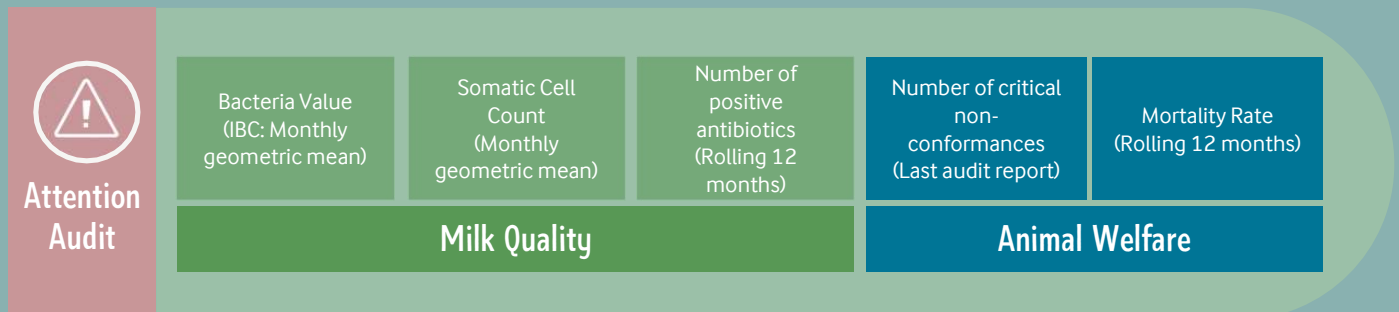 Attention
Audit
Bacteria Value
(IBC: Monthly
geometric mean)
Somatic Cell
Count
(Monthly
geometric mean)
Number of
positive
antibiotics
(Rolling 12
months)
Number of critical
non-
conformances
(Last audit report)
Mortality Rate
(Rolling 12 months)
Milk Quality
Animal Welfare